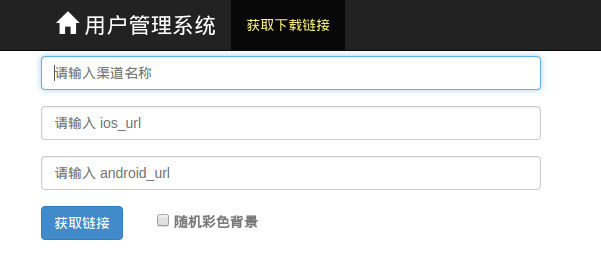 用户管理系统 获取下载链接
请输入渠道名称
请输入 ios_url
请输入 android_url
获取链接 随机彩色背景